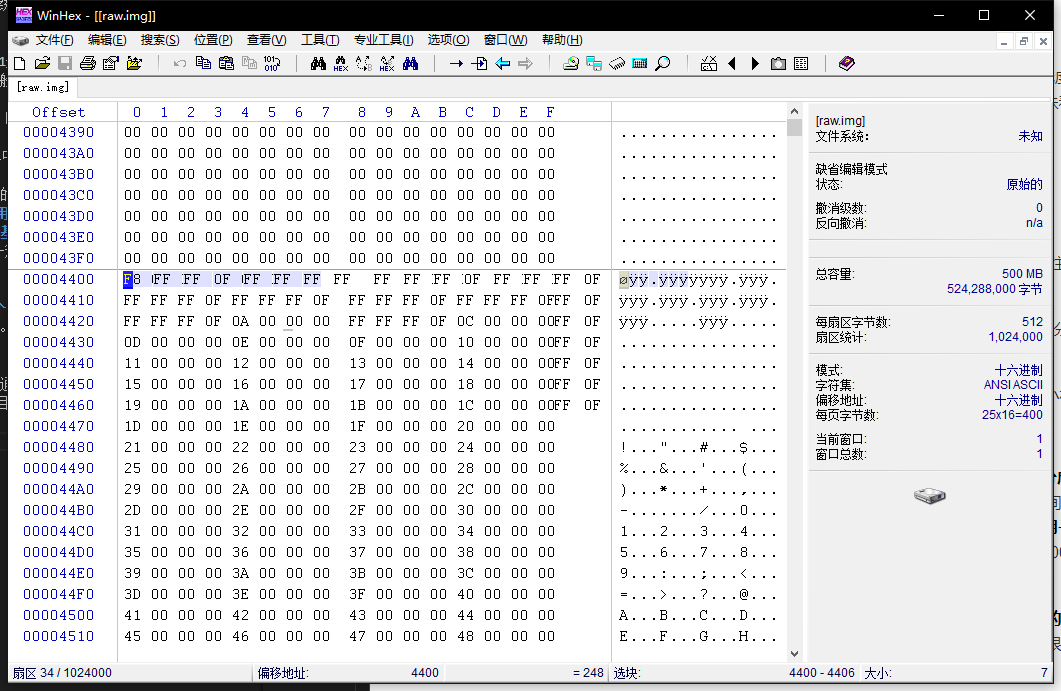 WinHex - [[raw.img]]
文件(F) 编辑(E) 搜索(S) 位置(P) 查看(V) 工具(T) 专业工具(I) 选项(O) 窗口(W) 帮助(H)
[raw.img]
Offset 0 1 2 3 4 5 6 7 8 9 A B C D E F
00004390 00 00 00 00 00 00 00 00 00 00 00 00 00 00 00 00 ................
000043A0 00 00 00 00 00 00 00 00 00 00 00 00 00 00 00 00 ................
000043B0 00 00 00 00 00 00 00 00 00 00 00 00 00 00 00 00 ................
000043C0 00 00 00 00 00 00 00 00 00 00 00 00 00 00 00 00 ................
000043D0 00 00 00 00 00 00 00 00 00 00 00 00 00 00 00 00 ................
000043E0 00 00 00 00 00 00 00 00 00 00 00 00 00 00 00 00 ................
000043F0 00 00 00 00 00 00 00 00 00 00 00 00 00 00 00 00 ................
00004400 F8 FF FF 0F FF FF FF FF FF FF FF 0F FF FF FF 0F øÿÿ.ÿÿÿÿÿÿÿ.ÿÿÿ.
00004410 FF FF FF 0F FF FF FF 0F FF FF FF 0F FF FF FF 0FFF 0F ÿÿÿ.ÿÿÿ.ÿÿÿ.ÿÿÿ.
00004420 FF FF FF 0F 0A 00 00 00 FF FF FF 0F 0C 00 00 00FF 0F ÿÿÿ.....ÿÿÿ.....
00004430 0D 00 00 00 0E 00 00 00 0F 00 00 00 10 00 00 00FF 0F ................
00004440 11 00 00 00 12 00 00 00 13 00 00 00 14 00 00 00FF 0F ................
00004450 15 00 00 00 16 00 00 00 17 00 00 00 18 00 00 00FF 0F ................
00004460 19 00 00 00 1A 00 00 00 1B 00 00 00 1C 00 00 00FF 0F ................
00004470 1D 00 00 00 1E 00 00 00 1F 00 00 00 20 00 00 00 ............ ...
00004480 21 00 00 00 22 00 00 00 23 00 00 00 24 00 00 00 !..."...#...$...
00004490 25 00 00 00 26 00 00 00 27 00 00 00 28 00 00 00 %...&...'...(...
000044A0 29 00 00 00 2A 00 00 00 2B 00 00 00 2C 00 00 00 )...*...+...,...
000044B0 2D 00 00 00 2E 00 00 00 2F 00 00 00 30 00 00 00 -......./...0...
000044C0 31 00 00 00 32 00 00 00 33 00 00 00 34 00 00 00 1...2...3...4...
000044D0 35 00 00 00 36 00 00 00 37 00 00 00 38 00 00 00 5...6...7...8...
000044E0 39 00 00 00 3A 00 00 00 3B 00 00 00 3C 00 00 00 9...:...;...<...
000044F0 3D 00 00 00 3E 00 00 00 3F 00 00 00 40 00 00 00 =...>...?...@...
00004500 41 00 00 00 42 00 00 00 43 00 00 00 44 00 00 00 A...B...C...D...
00004510 45 00 00 00 46 00 00 00 47 00 00 00 48 00 00 00 E...F...G...H...
[raw.img]
文件系统: 未知
缺省编辑模式
状态: 原始的
撤消级数: 0
反向撤消: n/a
总容量: 500 MB
524,288,000 字节
每扇区字节数: 512
扇区统计: 1,024,000
模式: 十六进制
字符集: ANSI ASCII
偏移地址: 十六进制
每页字节数: 25x16=400
当前窗口: 1
窗口总数: 1
扇区 34 / 1024000 偏移地址: 4400 = 248 选块: 4400 - 4406 大小: 7